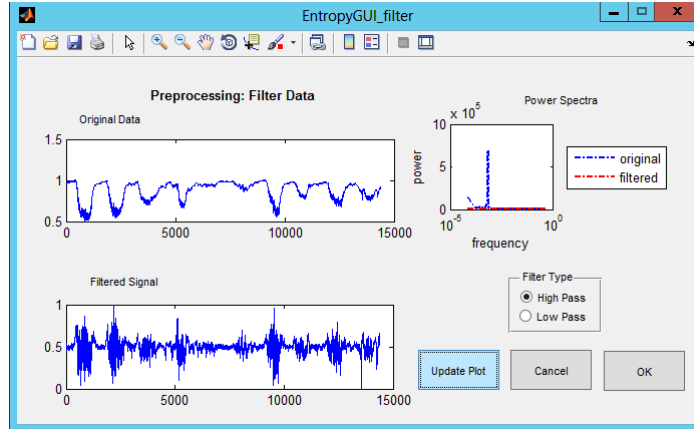 EntropyGUI_filter
Preprocessing: Filter Data
Original Data
1.5
1
0.5
0 5000 10000 15000
Power Spectra
x 10^5
10
5
0
power
10^-5 10^0
frequency
original
filtered
Filtered Signal
1
0.5
0
0 5000 10000 15000
Filter Type
High Pass
Low Pass
Update Plot
Cancel
OK